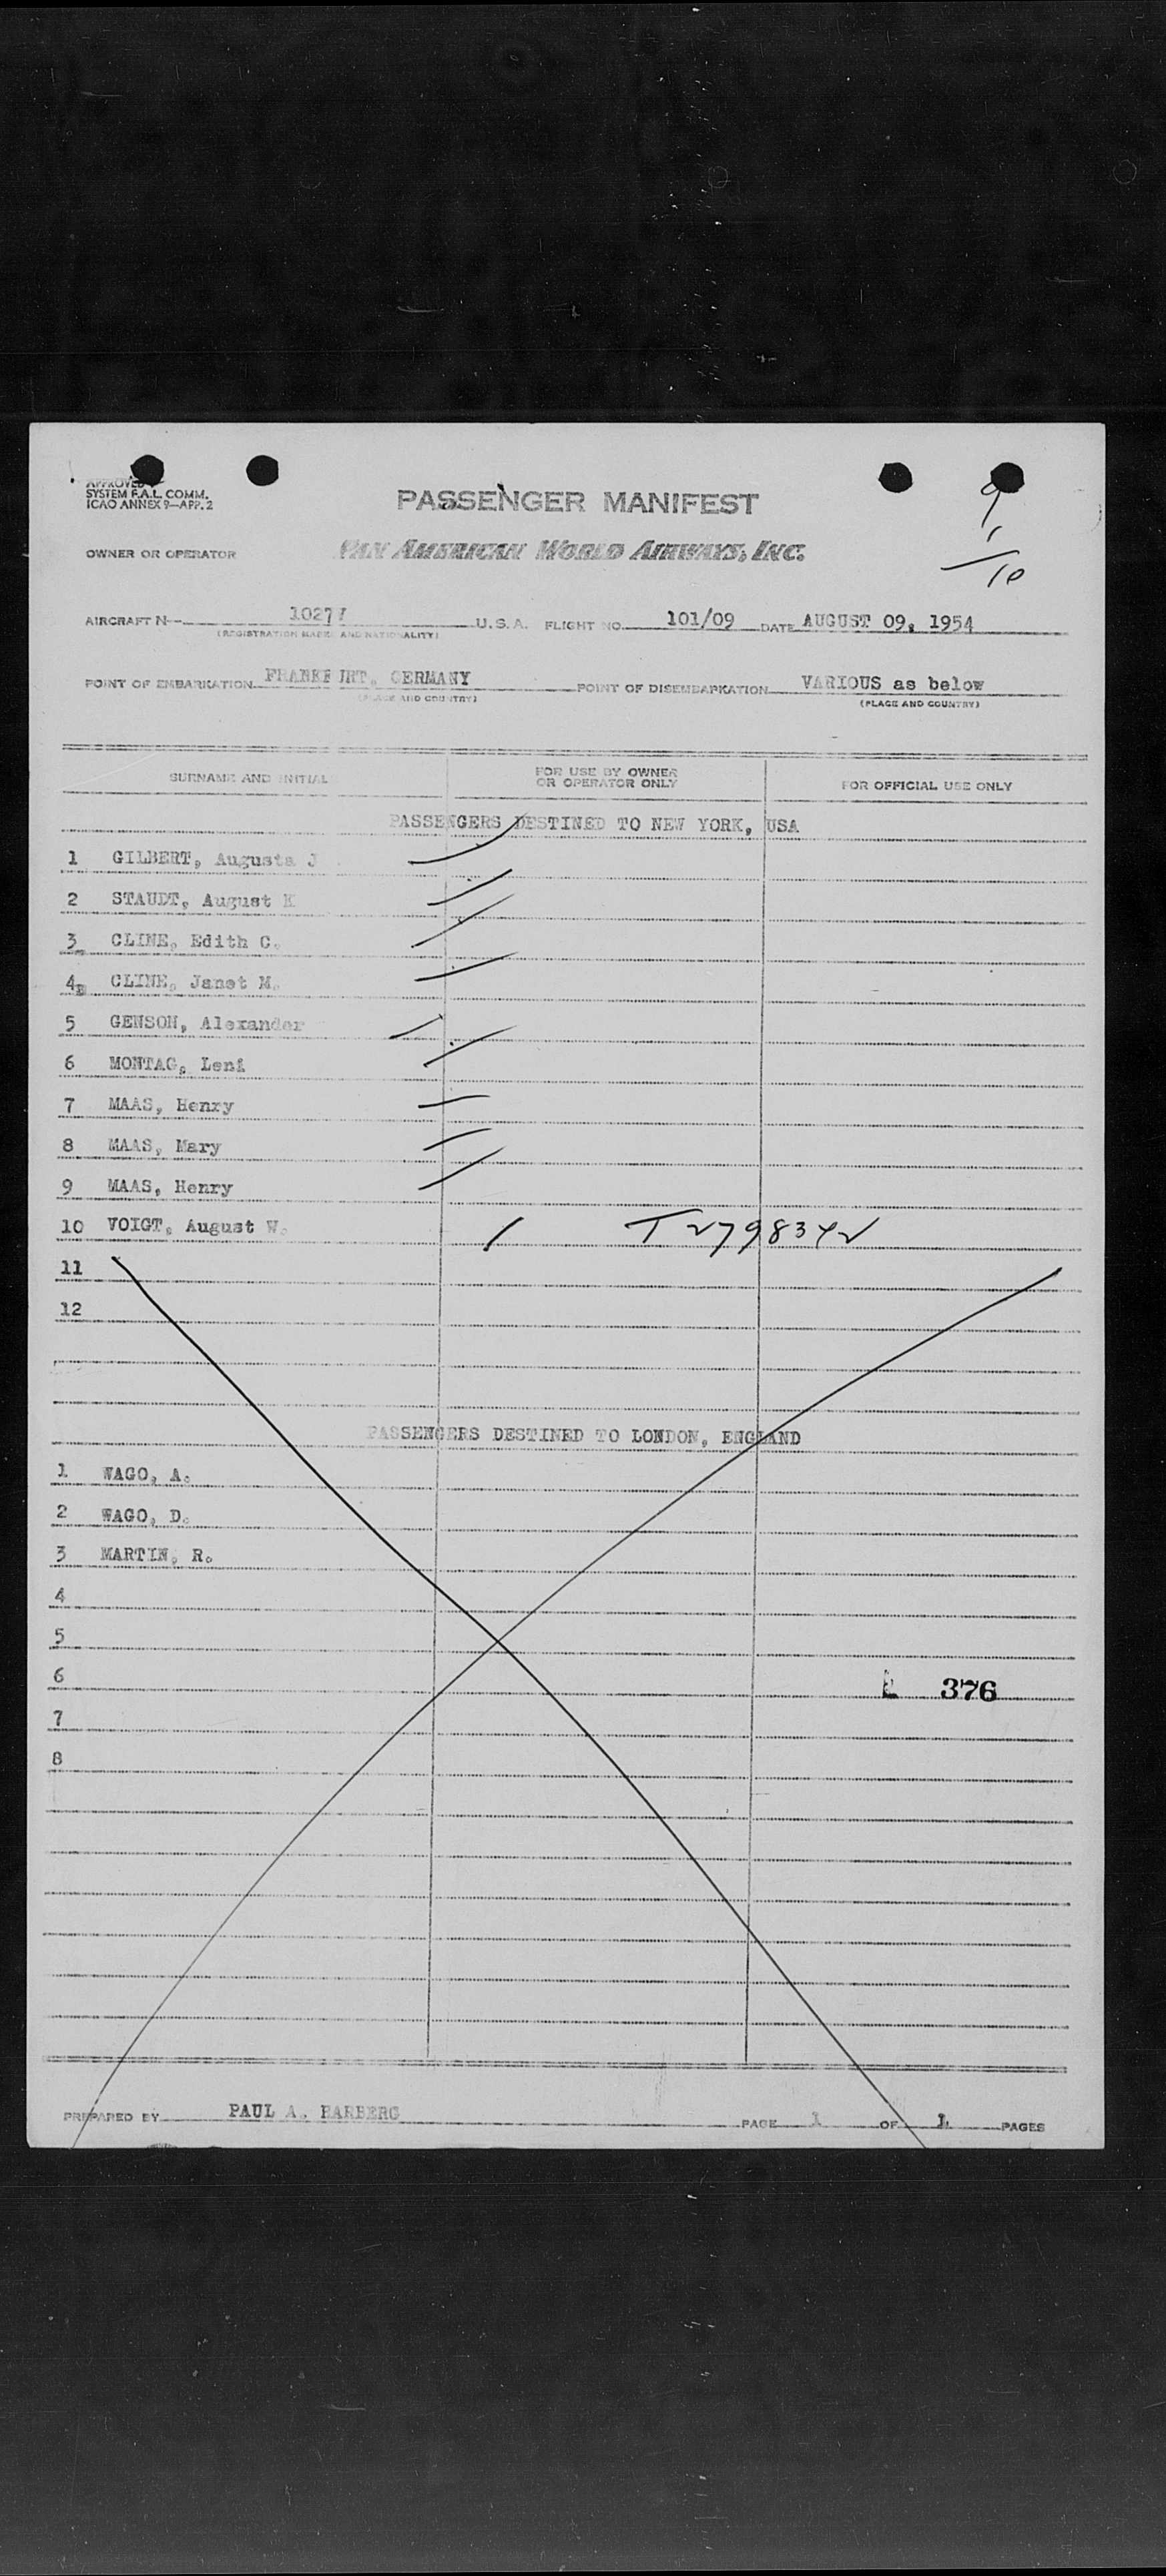 APPROVED
SYSTEM F.A.L. COMM.
ICAO ANNEX 9—APP. 2
PASSENGER MANIFEST
9
1
10
OWNER OR OPERATOR PAN AMERICAN WORLD AIRWAYS, INC.
AIRCRAFT N— 1027 U.S.A. FLIGHT NO. 101/09 DATE AUGUST 09, 1954
(REGISTRATION MARKS AND NATIONALITY)
POINT OF EMBARKATION FRANKFURT, GERMANY POINT OF DISEMBARKATION VARIOUS as below
(PLACE AND COUNTRY) (PLACE AND COUNTRY)
SURNAME AND INITIAL FOR USE BY OWNER OR OPERATOR ONLY FOR OFFICIAL USE ONLY
PASSENGERS DESTINED TO NEW YORK, USA
1 GILBERT, Augusta J
2 STAUDT, August K
3 CLINE, Edith C.
4 CLINE, Janet M.
5 GENSOH, Alexander
6 MONTAG, Leni
7 MAAS, Henry
8 MAAS, Mary
9 MAAS, Henry
10 VOIGT, August W. 1 T2798342
11
12
PASSENGERS DESTINED TO LONDON, ENGLAND
1 WAGO, A.
2 WAGO, D.
3 MARTIN, R.
4
5
6 376
7
8
PREPARED BY PAUL A. BARBERG PAGE 1 OF 1 PAGES